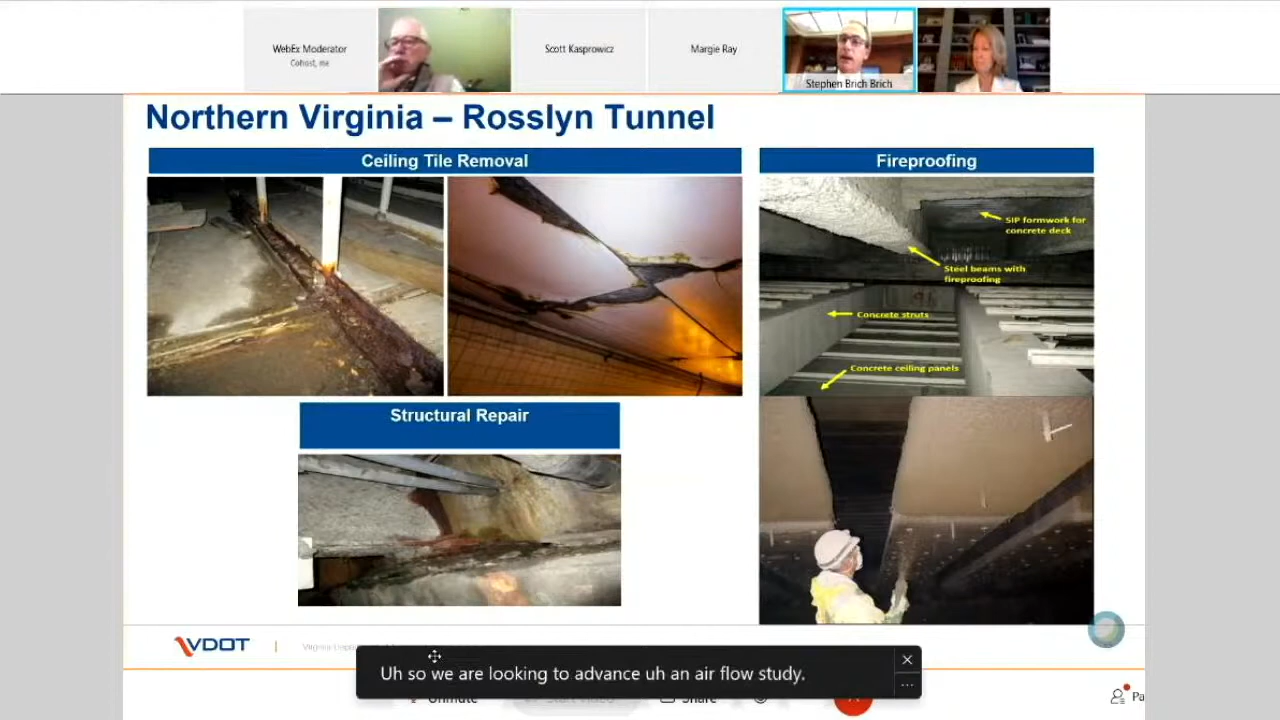 WebEx Moderator
Cohost, me
Scott Kasprowicz
Margie Ray
Stephen Brich Brich
Northern Virginia – Rosslyn Tunnel
Ceiling Tile Removal
Fireproofing
SIP formwork for
concrete deck
Steel beams with
fireproofing
Concrete struts
Concrete ceiling panels
Structural Repair
VDOT
Uh so we are looking to advance uh an air flow study.
Unmute
Start video
Share
Pa